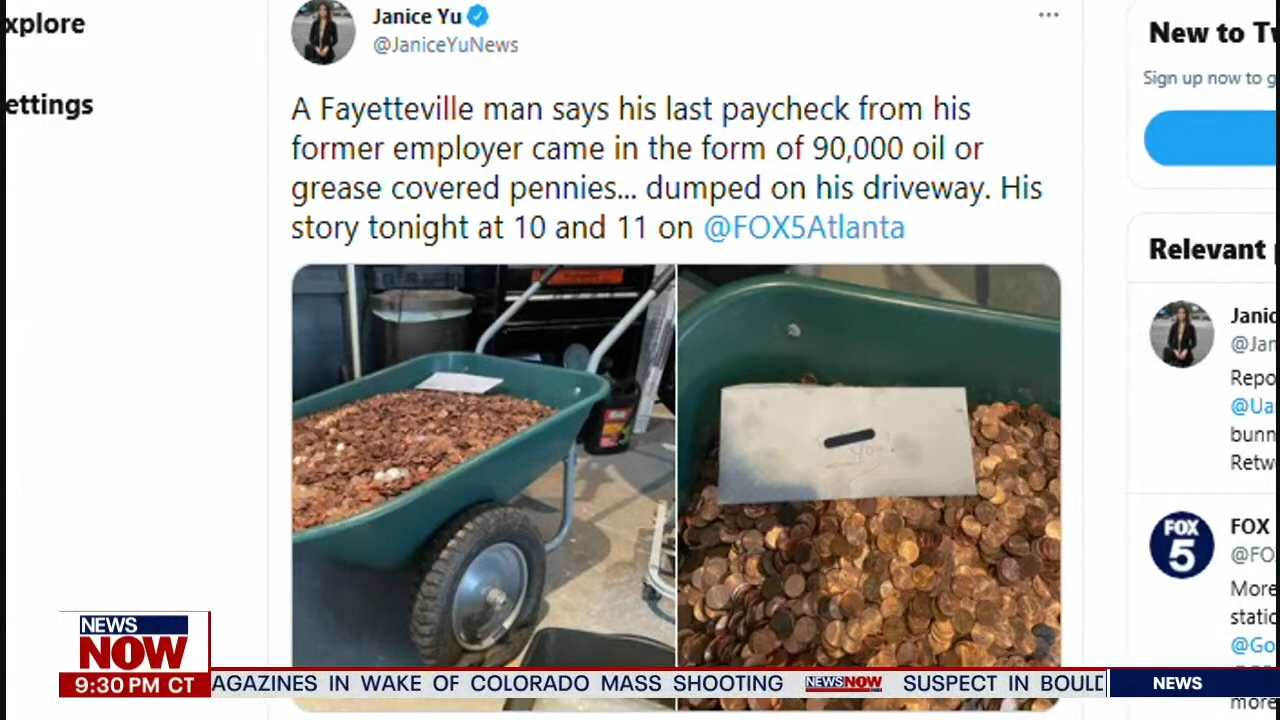 xplore
ettings
Janice Yu
@JaniceYuNews
A Fayetteville man says his last paycheck from his
former employer came in the form of 90,000 oil or
grease covered pennies... dumped on his driveway. His
story tonight at 10 and 11 on @FOX5Atlanta
you
New to Tw
Sign up now to g
Relevant
Janic
@Jan
Repo
@Ua
bunn
Retw
FOX
5
FOX
@FO
More
static
@Go
more
NEWS
NOW
9:30 PM CT
AGAZINES IN WAKE OF COLORADO MASS SHOOTING NEWSNOW SUSPECT IN BOULD
NEWS